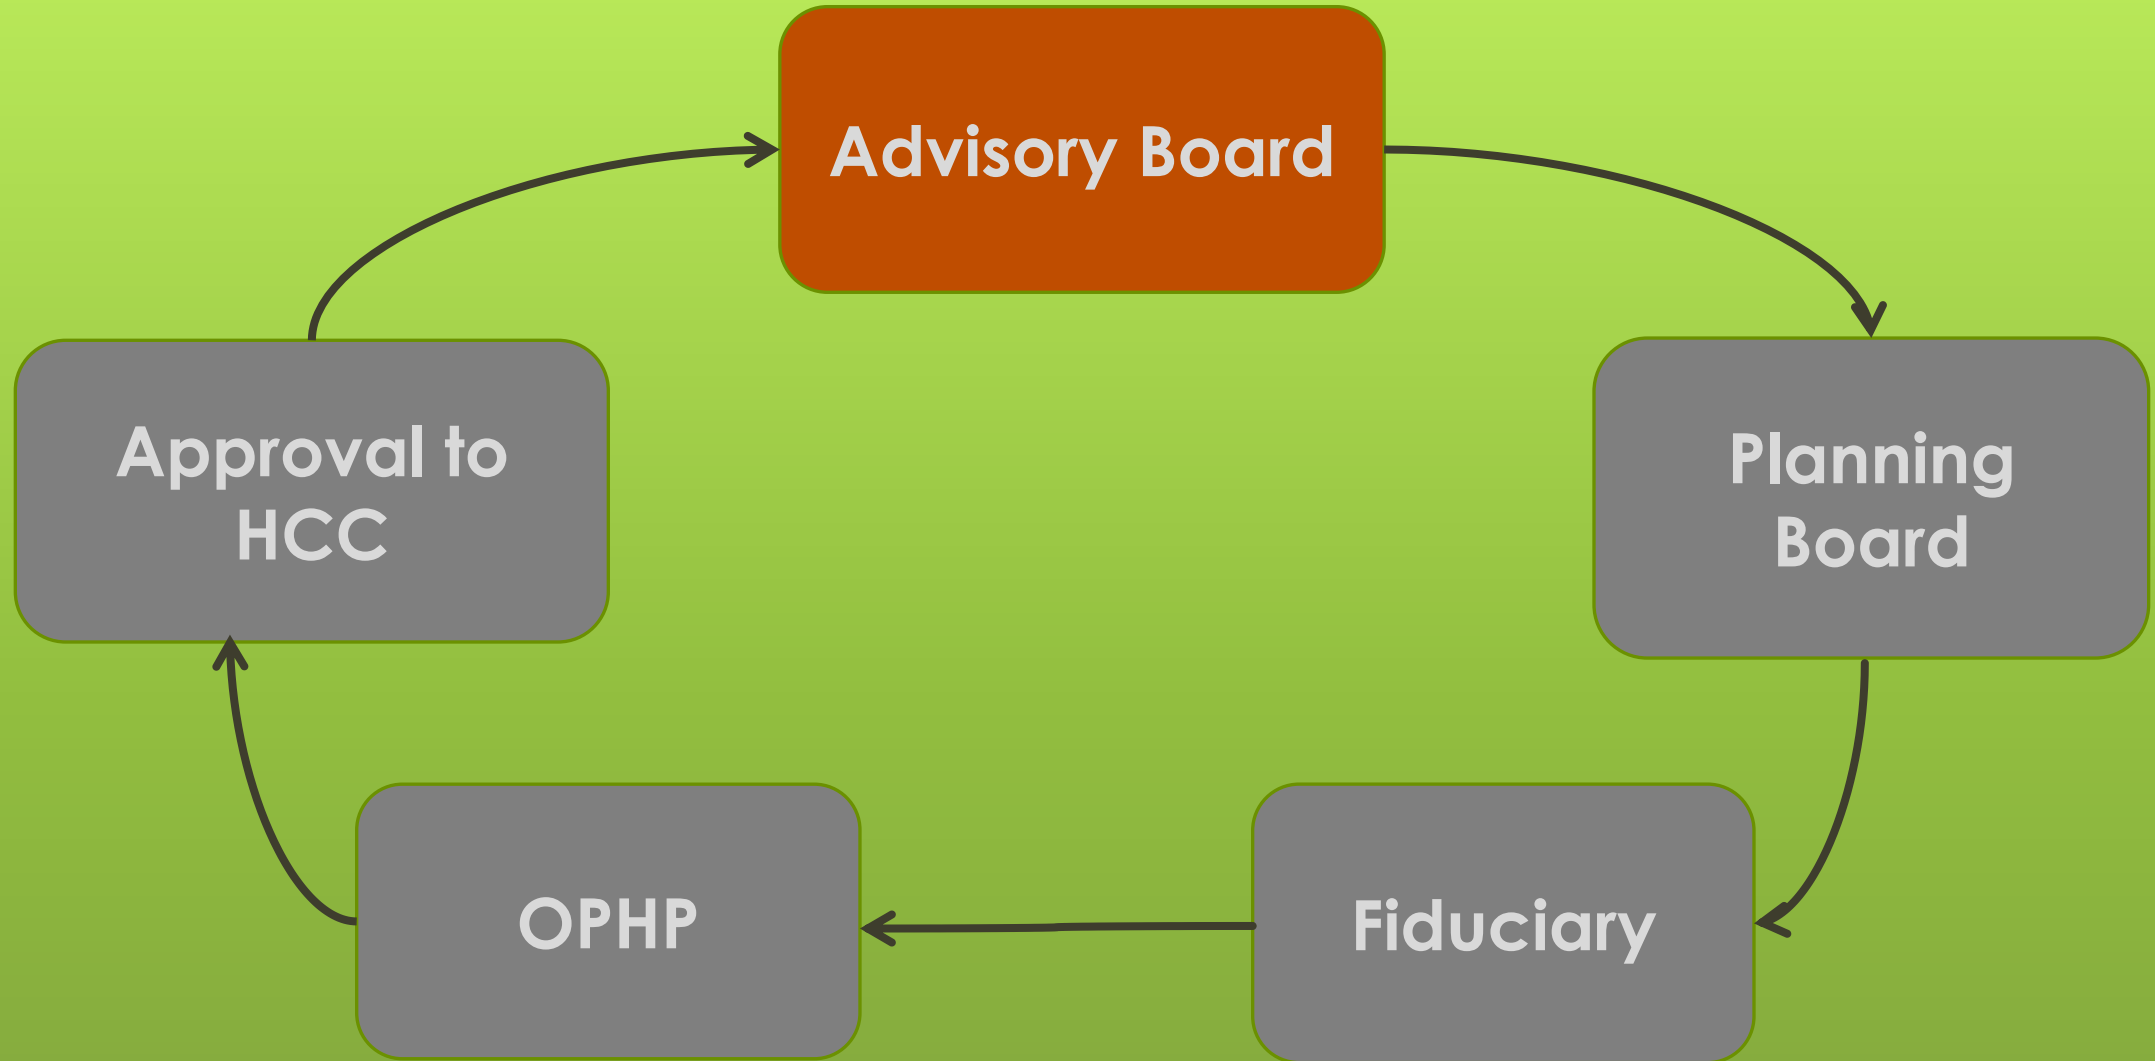 Advisory Board
Approval to
HCC
Planning
Board
OPHP
Fiduciary